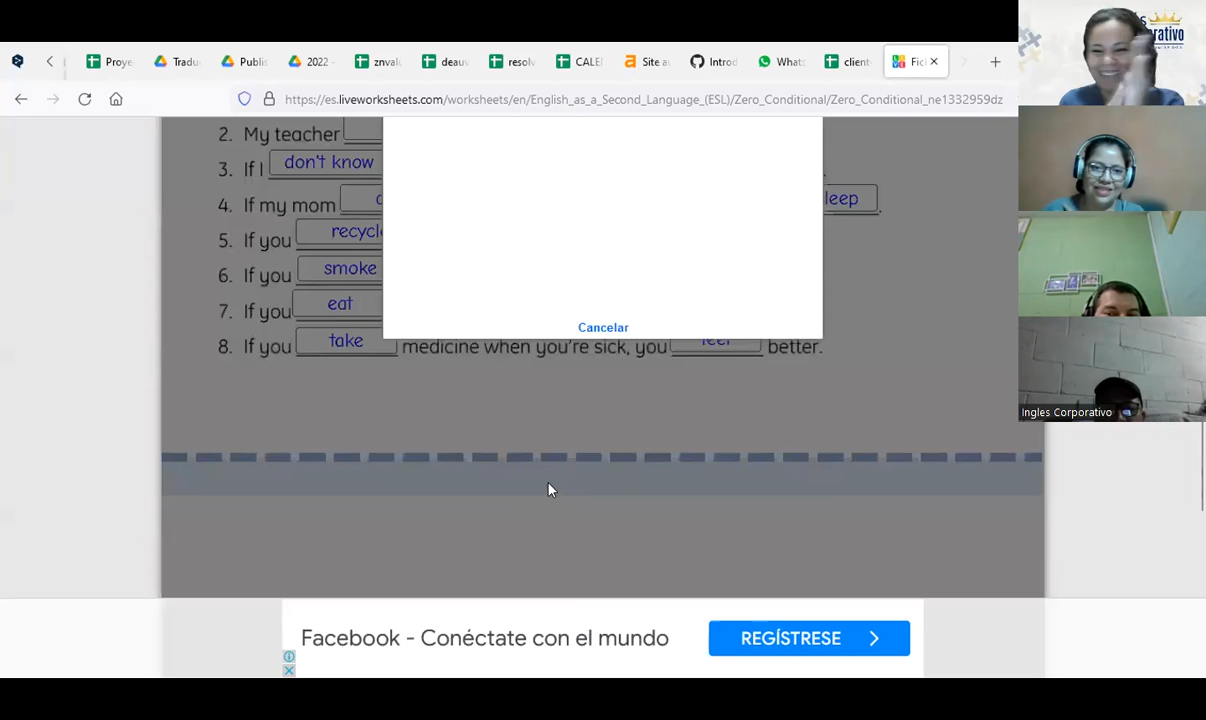 Proye
Tradu
Publis
2022 -
znval
deau
resolv
CALE
Site a
Introd
Whats
client
Fic
https://es.liveworksheets.com/worksheets/en/English_as_a_Second_Language_(ESL)/Zero_Conditional/Zero_Conditional_ne1332959dz
2. My teacher
3. If I don't know
4. If my mom leep.
5. If you recycl
6. If you smoke
7. If you eat
8. If you take medicine when you're sick, you feel better.
Cancelar
Facebook - Conéctate con el mundo
REGÍSTRESE
Ingles Corporativo